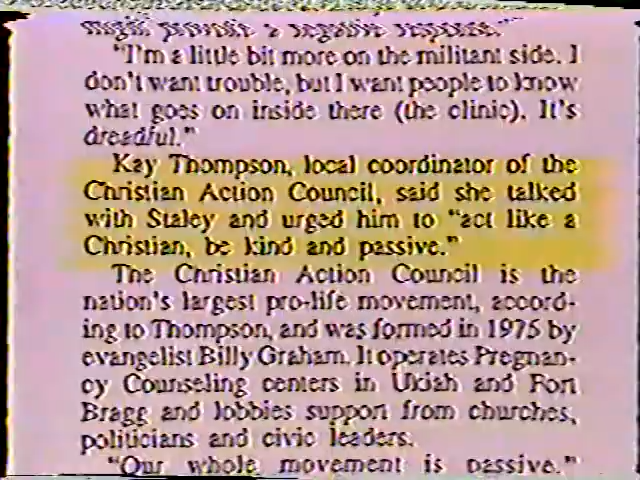 might provoke a negative response."
"I'm a little bit more on the militant side. I
don't want trouble, but I want people to know
what goes on inside there (the clinic). It's
dreadful."
Kay Thompson, local coordinator of the
Christian Action Council, said she talked
with Staley and urged him to "act like a
Christian, be kind and passive."
The Christian Action Council is the
nation's largest pro-life movement, accord-
ing to Thompson, and was formed in 1975 by
evangelist Billy Graham. It operates Pregnan-
cy Counseling centers in Ukiah and Fort
Bragg and lobbies support from churches,
politicians and civic leaders.
"Our whole movement is passive."